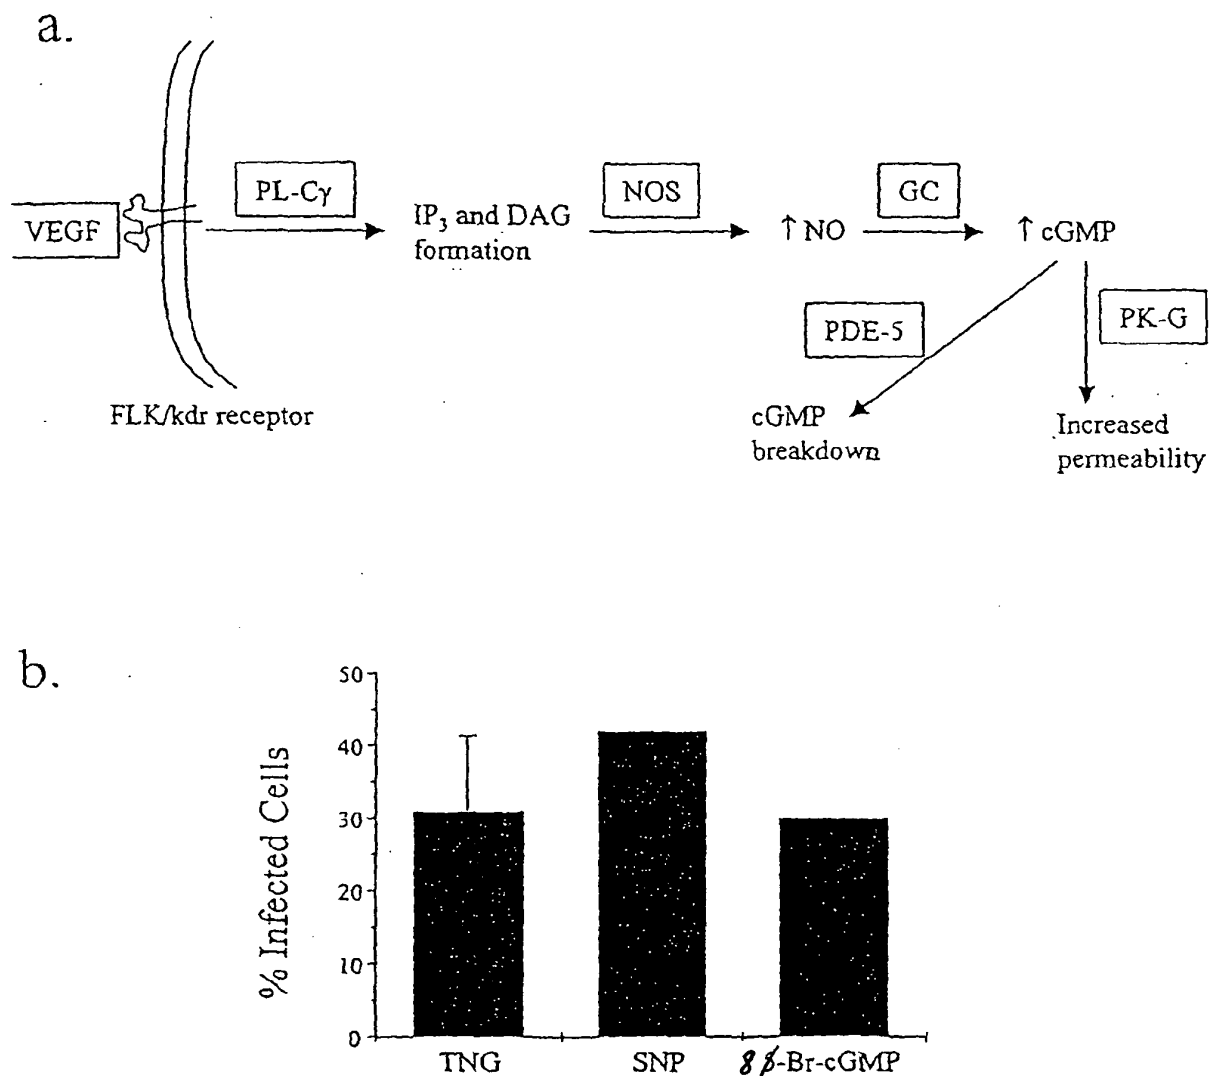 a.
PL-Cγ
NOS
GC
VEGF
IP3 and DAG
formation
↑ NO
↑ cGMP
PDE-5
PK-G
FLK/kdr receptor
cGMP
breakdown
Increased
permeability
b.
% Infected Cells
50
40
30
20
10
0
TNG
SNP
8-Br-cGMP